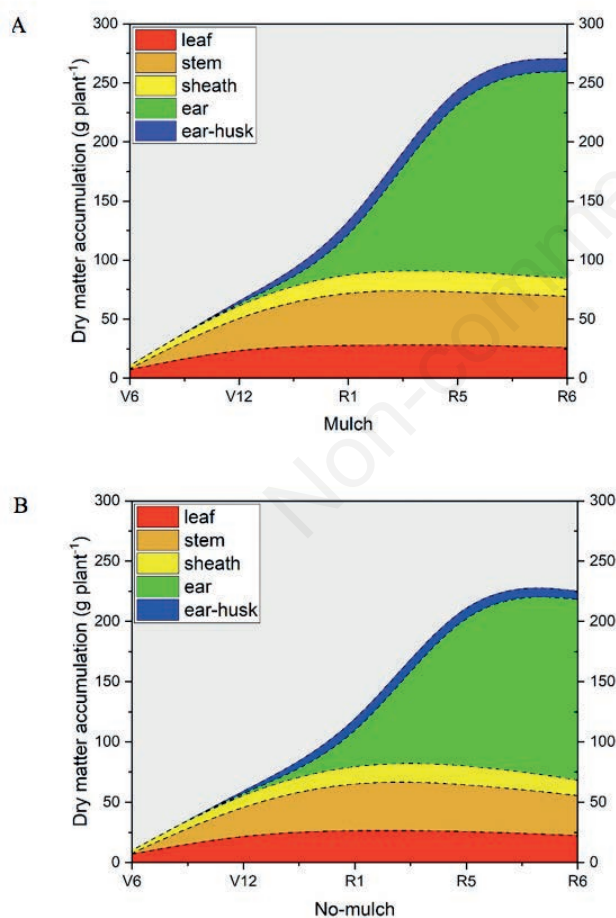 A
Dry matter accumulation (g plant⁻¹)
300
250
200
150
100
50
0
leaf
stem
sheath
ear
ear-husk
300
250
200
150
100
50
0
V6
V12
R1
R5
R6
Mulch
B
Dry matter accumulation (g plant⁻¹)
300
250
200
150
100
50
0
leaf
stem
sheath
ear
ear-husk
300
250
200
150
100
50
0
V6
V12
R1
R5
R6
No-mulch
Non-comme